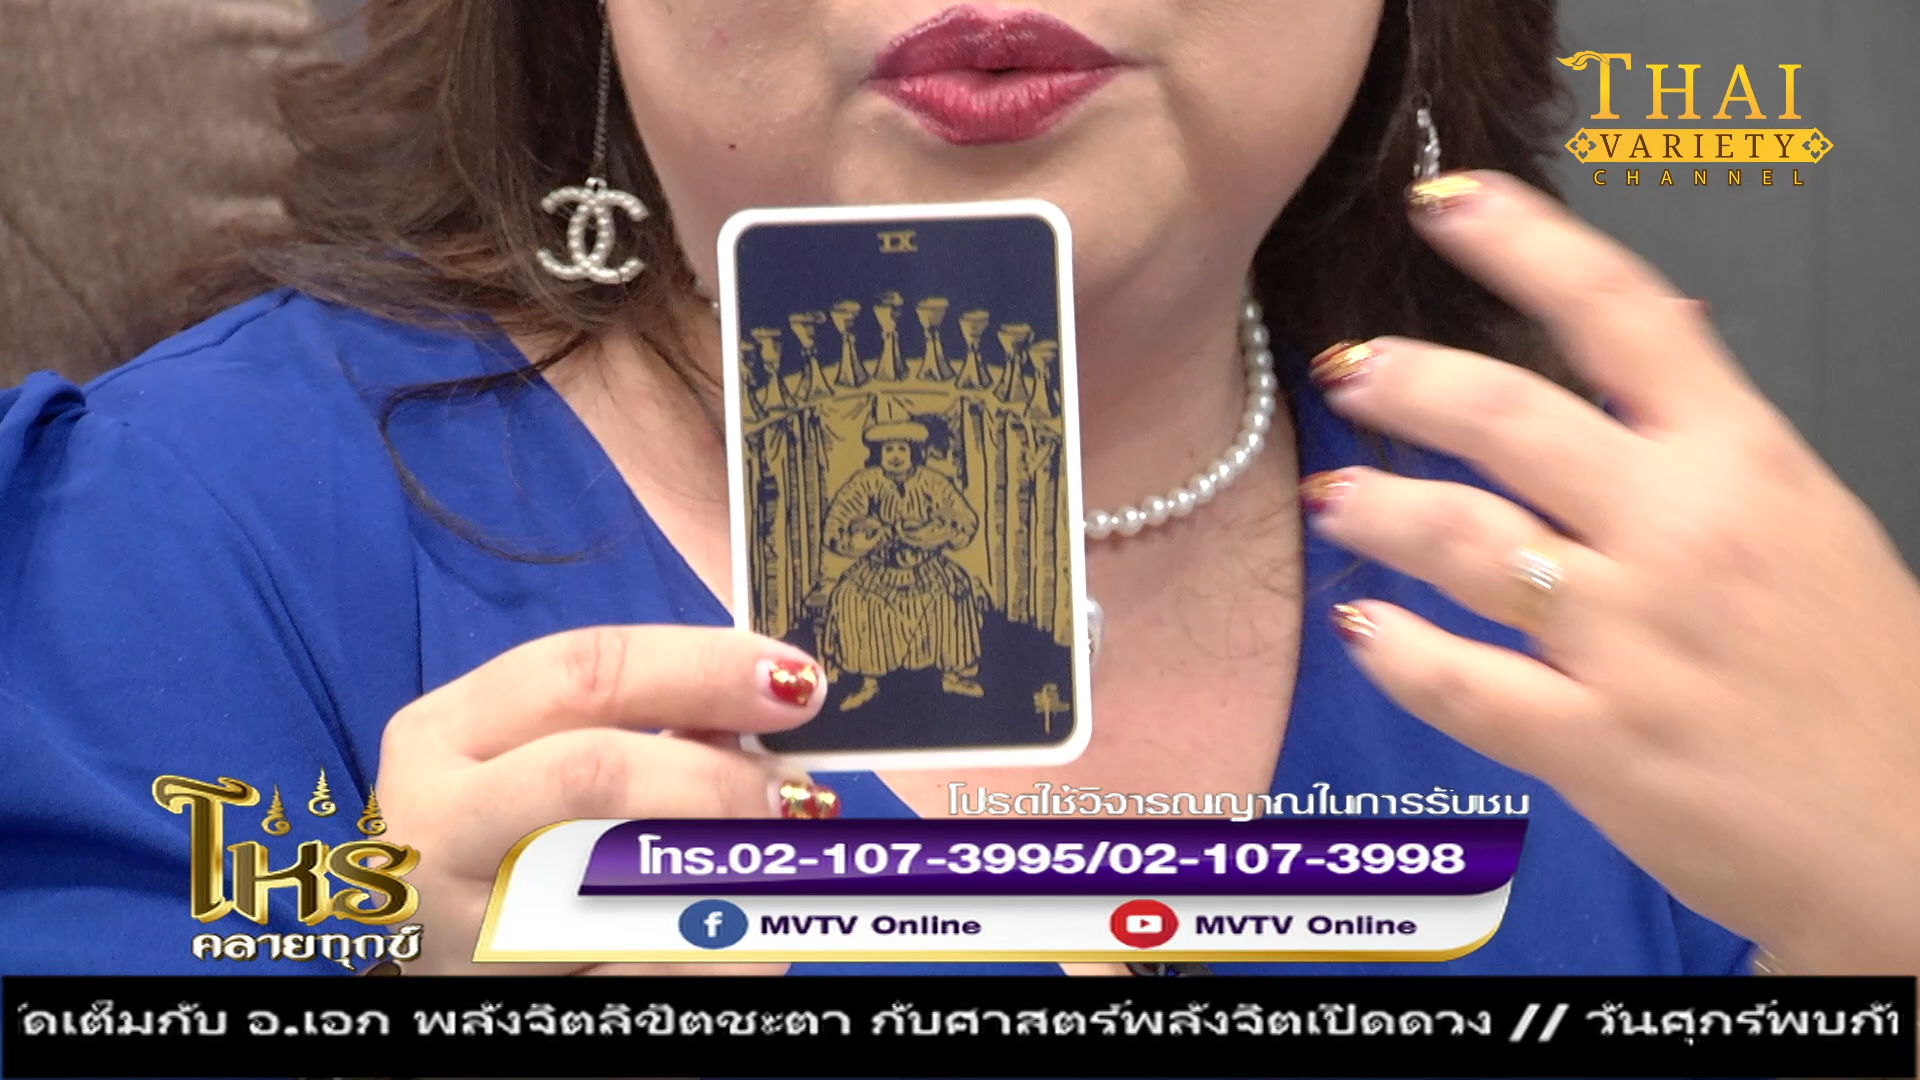 THAI
VARIETY
CHANNEL
IX
โปรดใช้วิจารณญาณในการรับชม
โหร
คลายทุกข์
โทร.02-107-3995/02-107-3998
MVTV Online
MVTV Online
ดเต็มกับ อ.เอก พลังจิตลิขิตชะตา กับศาสตร์พลังจิตเปิดดวง // วันศุกร์พบกับ